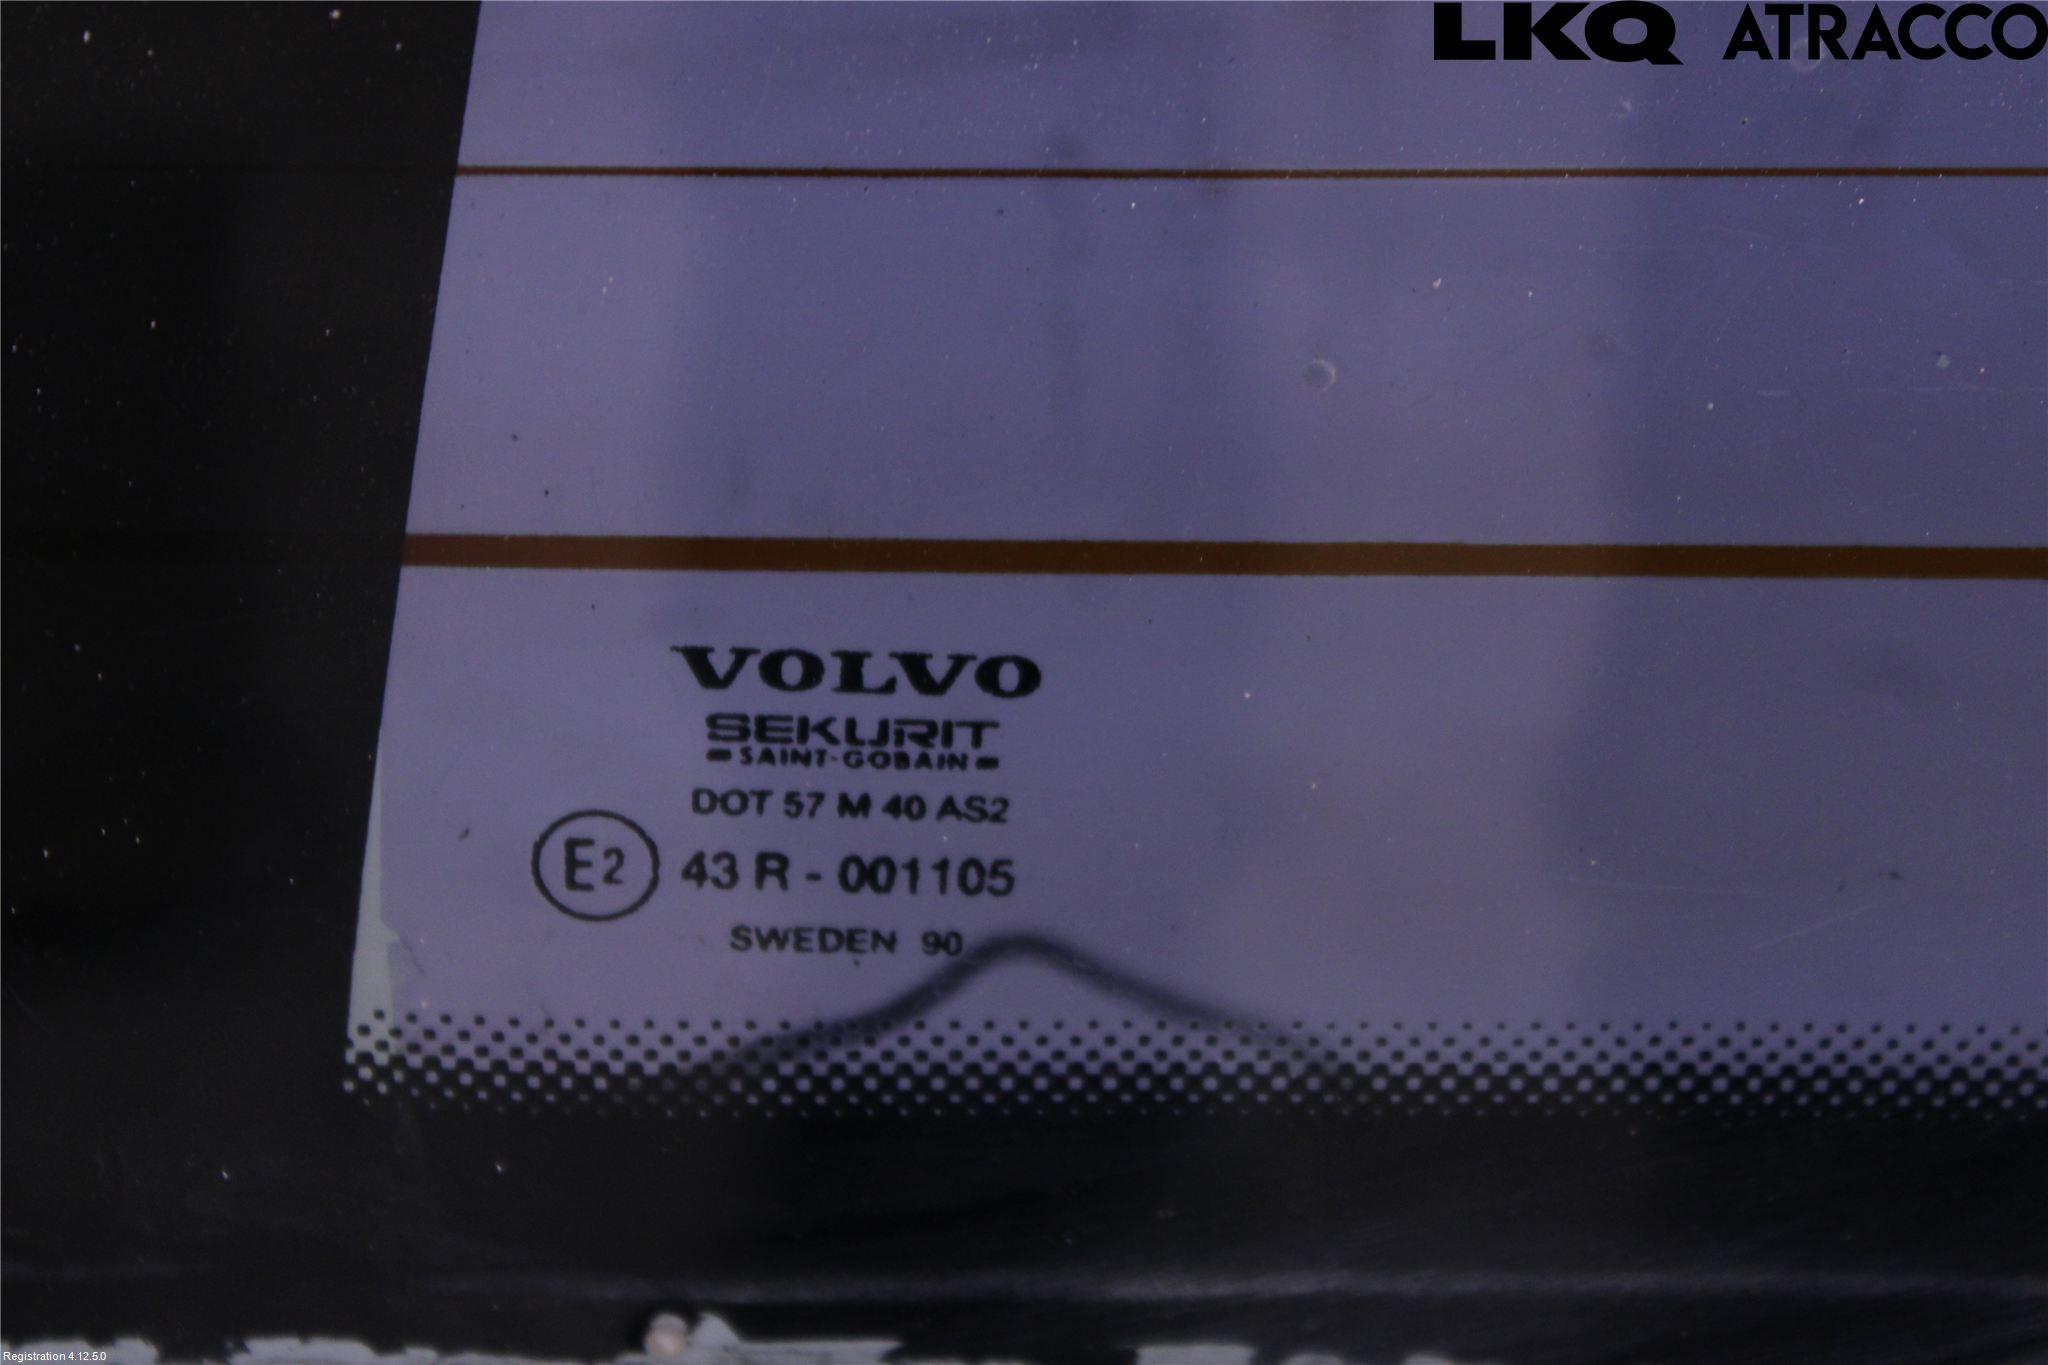 LKQ ATRACCO
VOLVO
SEKURIT
SAINT-GOBAIN
DOT 57 M 40 AS2
E2 43 R - 001105
SWEDEN 90
Registration 4.12.5.0